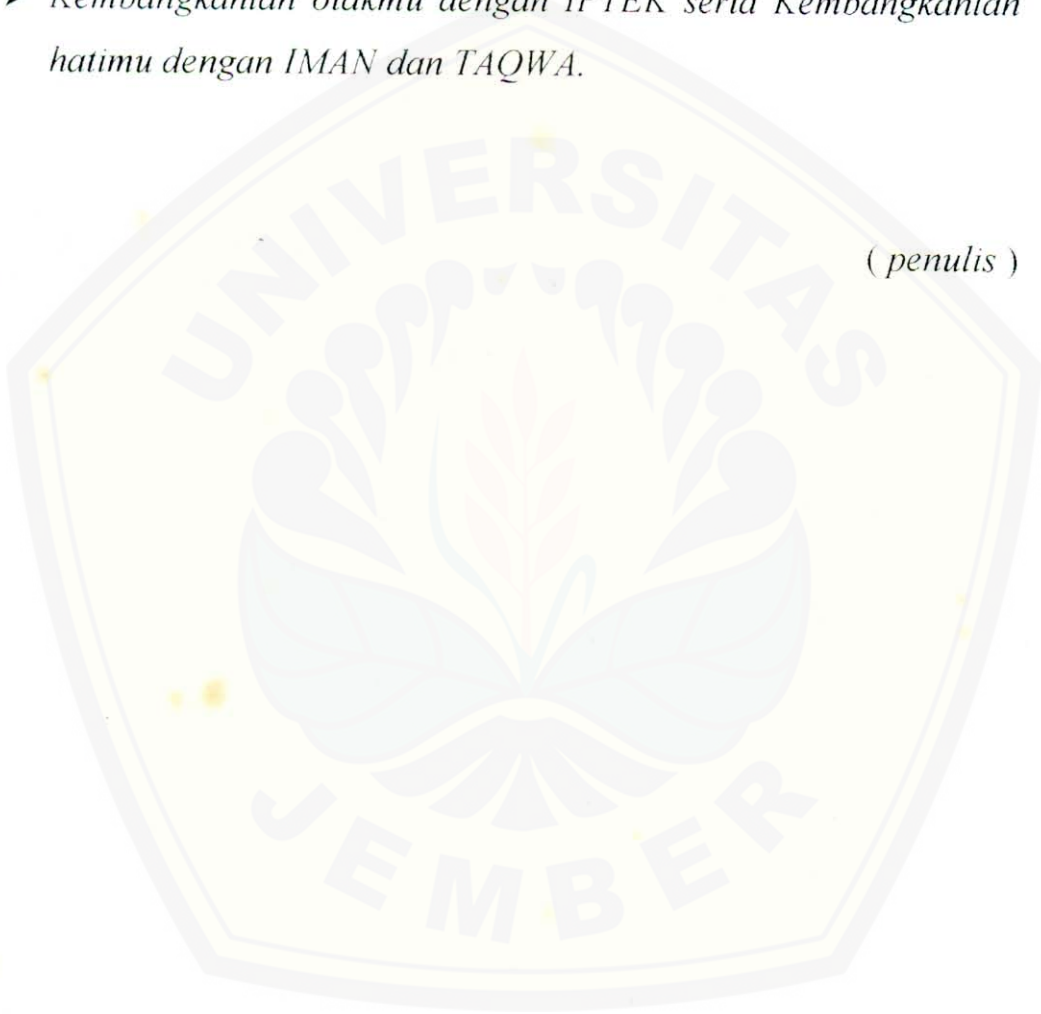 ➤ Kembangkanlah otakmu dengan IPTEK serta Kembangkanlah
hatimu dengan IMAN dan TAQWA.
( penulis )
UNIVERSITAS
JEMBER